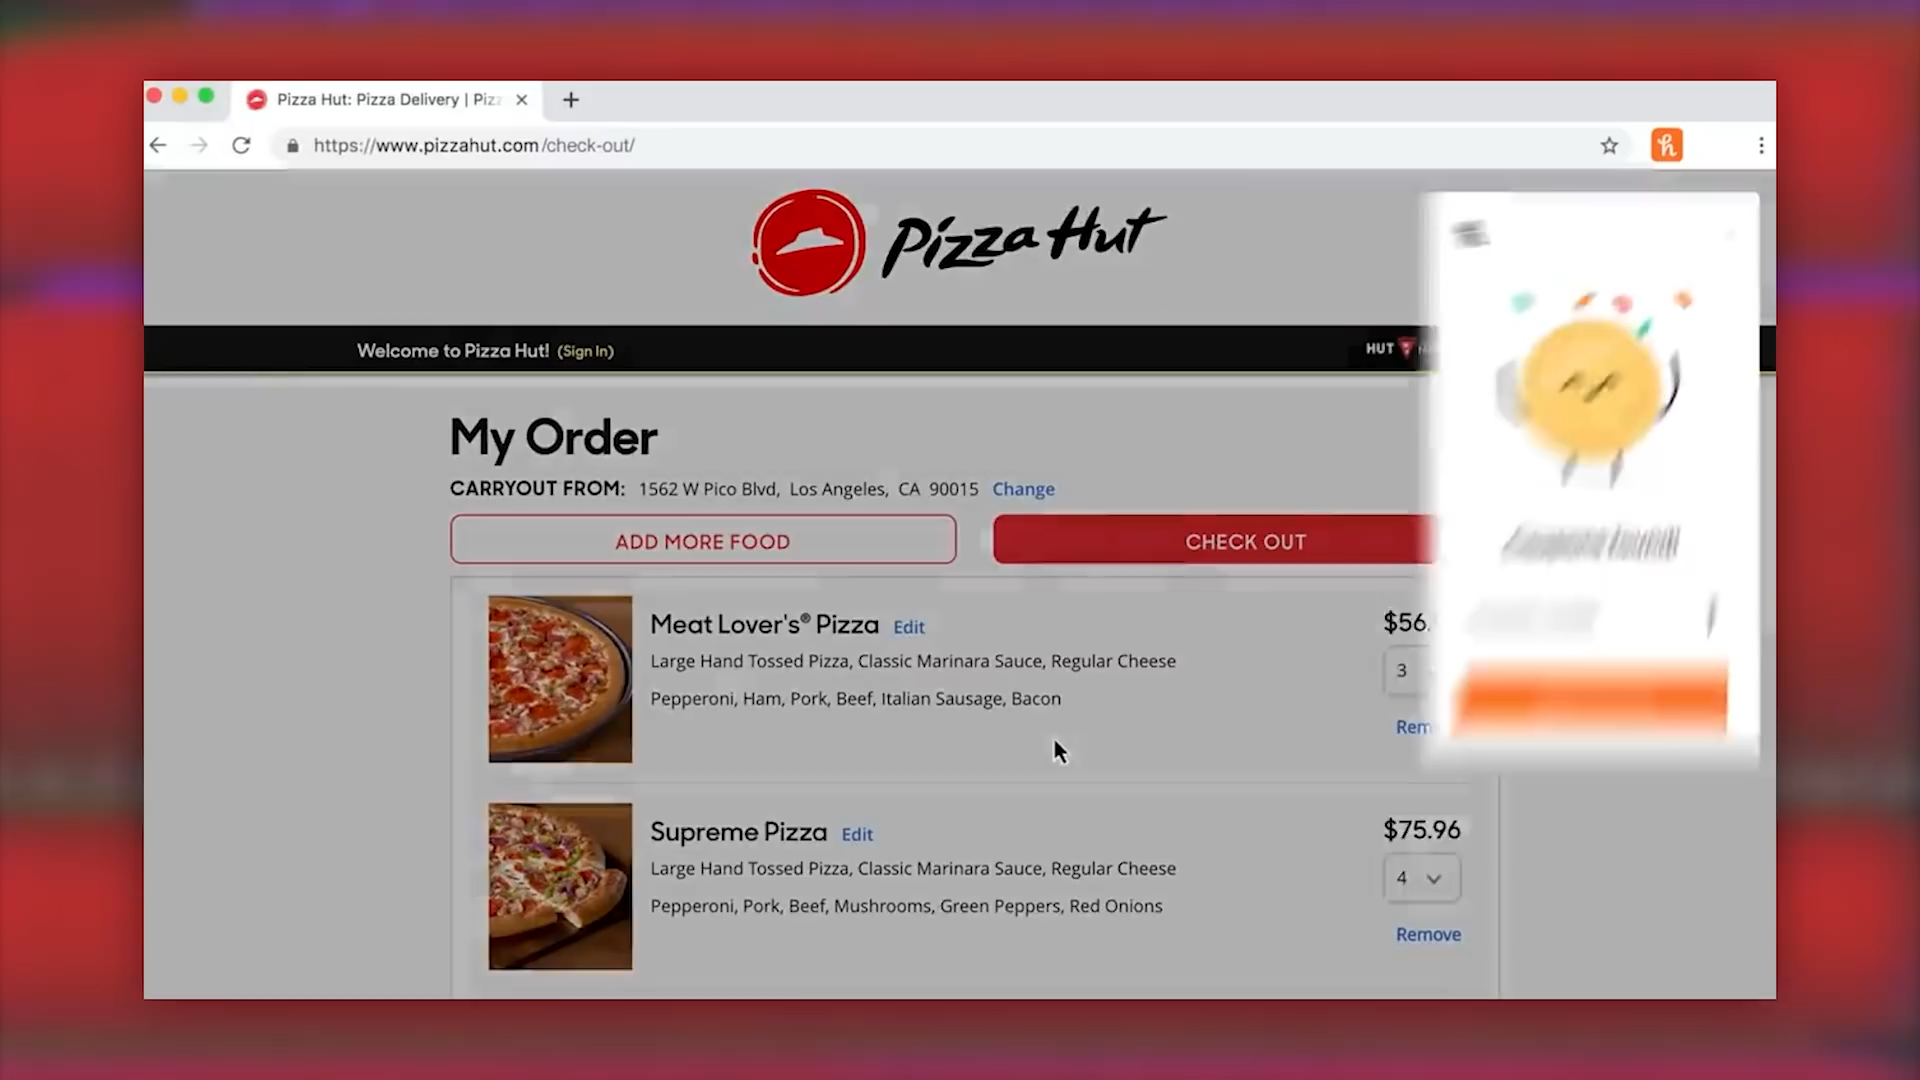 Pizza Hut: Pizza Delivery | Piz
https://www.pizzahut.com/check-out/
Pizza Hut
Welcome to Pizza Hut! (Sign In)
HUT
My Order
CARRYOUT FROM: 1562 W Pico Blvd, Los Angeles, CA 90015 Change
ADD MORE FOOD
CHECK OUT
Meat Lover's® Pizza Edit
$56.
Large Hand Tossed Pizza, Classic Marinara Sauce, Regular Cheese
3
Pepperoni, Ham, Pork, Beef, Italian Sausage, Bacon
Rem
Supreme Pizza Edit
$75.96
Large Hand Tossed Pizza, Classic Marinara Sauce, Regular Cheese
4
Pepperoni, Pork, Beef, Mushrooms, Green Peppers, Red Onions
Remove